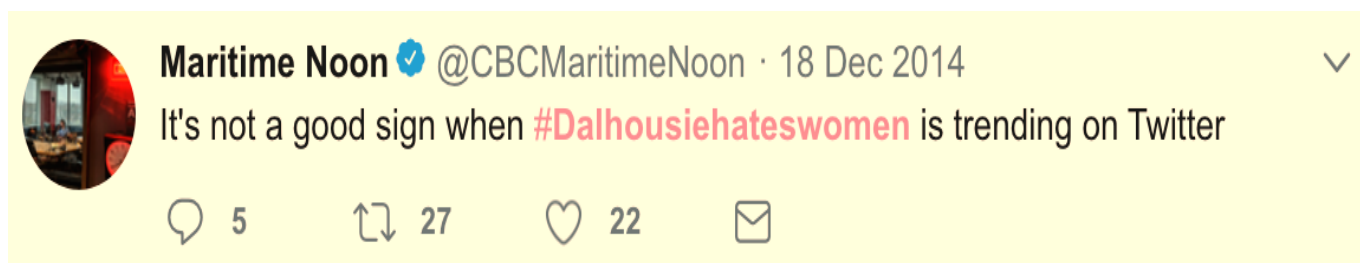 Maritime Noon @CBCMaritimeNoon · 18 Dec 2014
It's not a good sign when #Dalhousiehateswomen is trending on Twitter
5 27 22